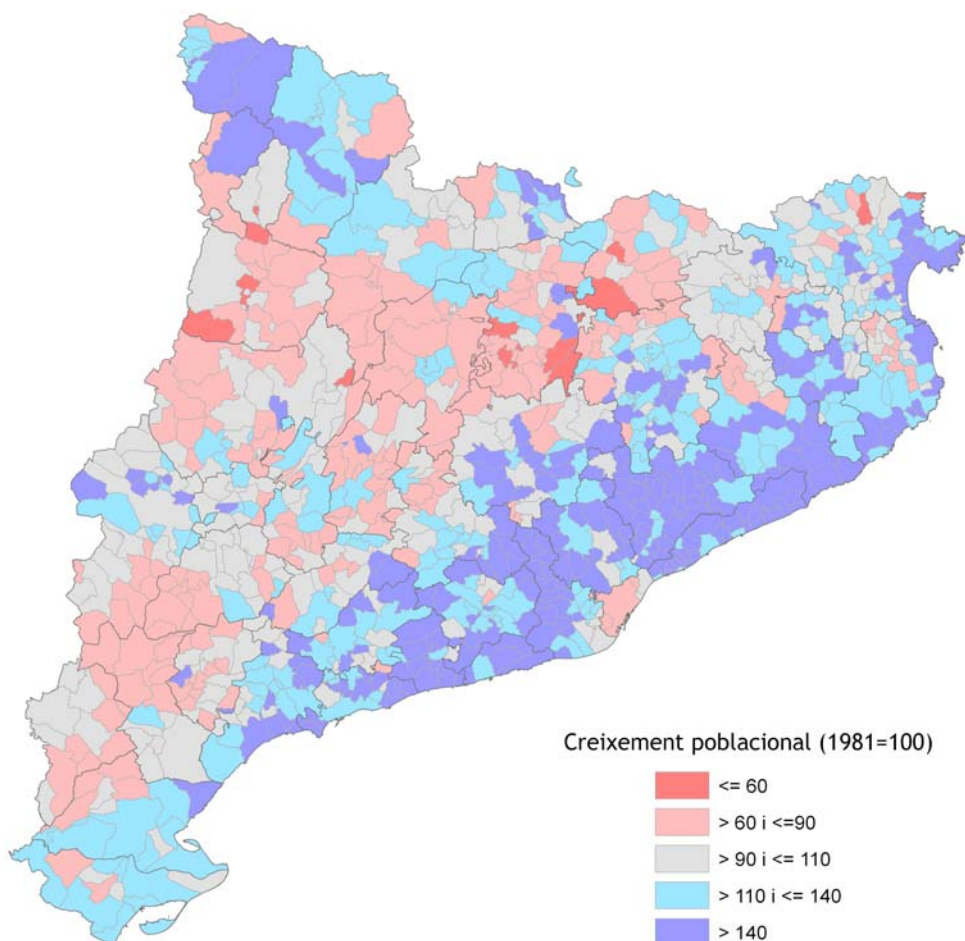 Creixement poblacional (1981=100)
<= 60
> 60 i <=90
> 90 i <= 110
> 110 i <= 140
> 140